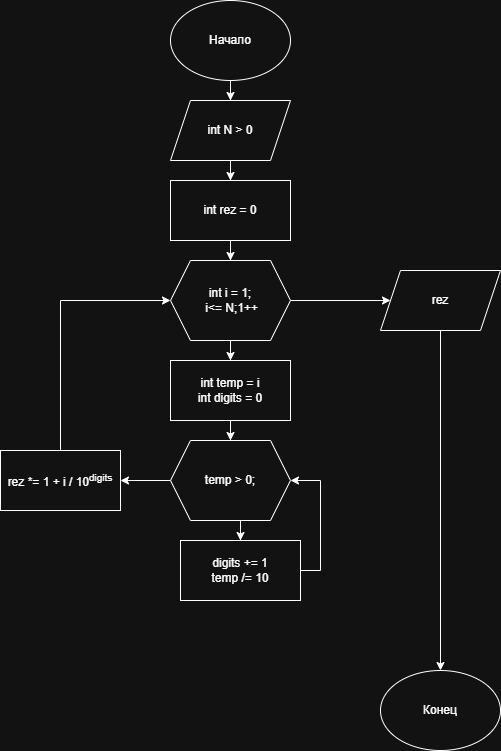 Начало
int N > 0
int rez = 0
int i = 1;
i<= N;1++
rez
int temp = i
int digits = 0
temp > 0;
rez *= 1 + i / 10^digits
digits += 1
temp /= 10
Конец